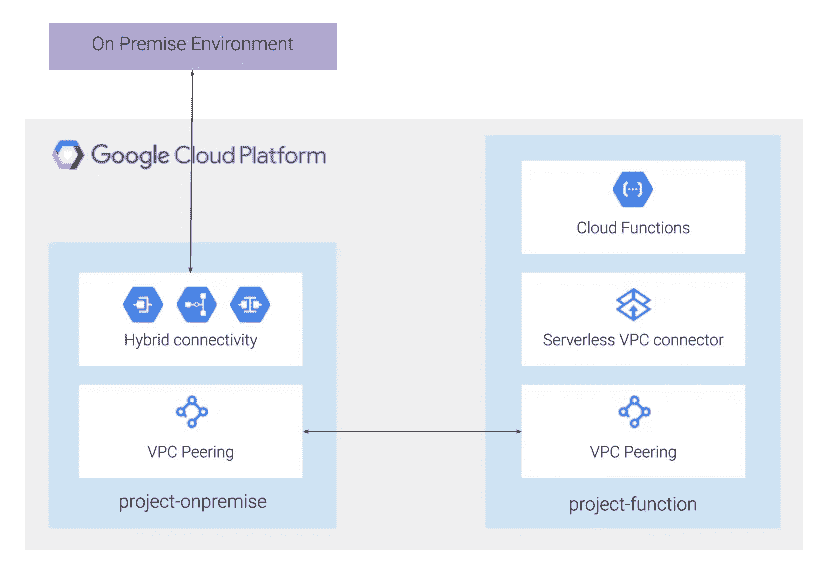 On Premise Environment
Google Cloud Platform
Hybrid connectivity
VPC Peering
project-onpremise
Cloud Functions
Serverless VPC connector
VPC Peering
project-function